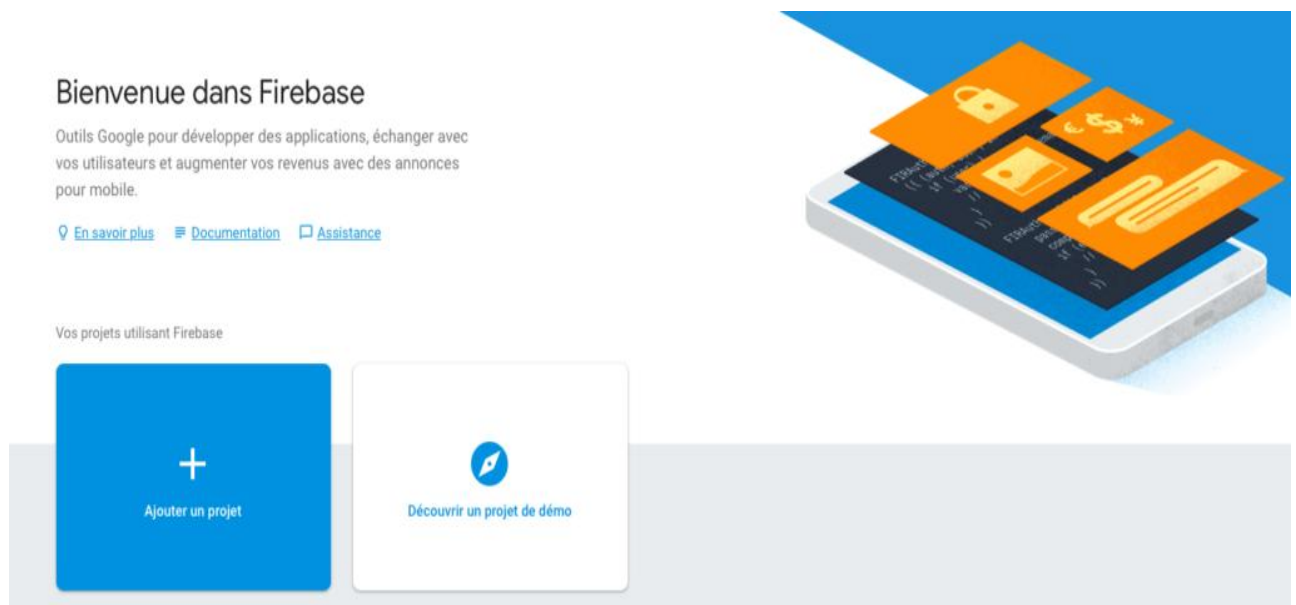 Bienvenue dans Firebase
Outils Google pour développer des applications, échanger avec
vos utilisateurs et augmenter vos revenus avec des annonces
pour mobile.
En savoir plus Documentation Assistance
Vos projets utilisant Firebase
Ajouter un projet Découvrir un projet de démo